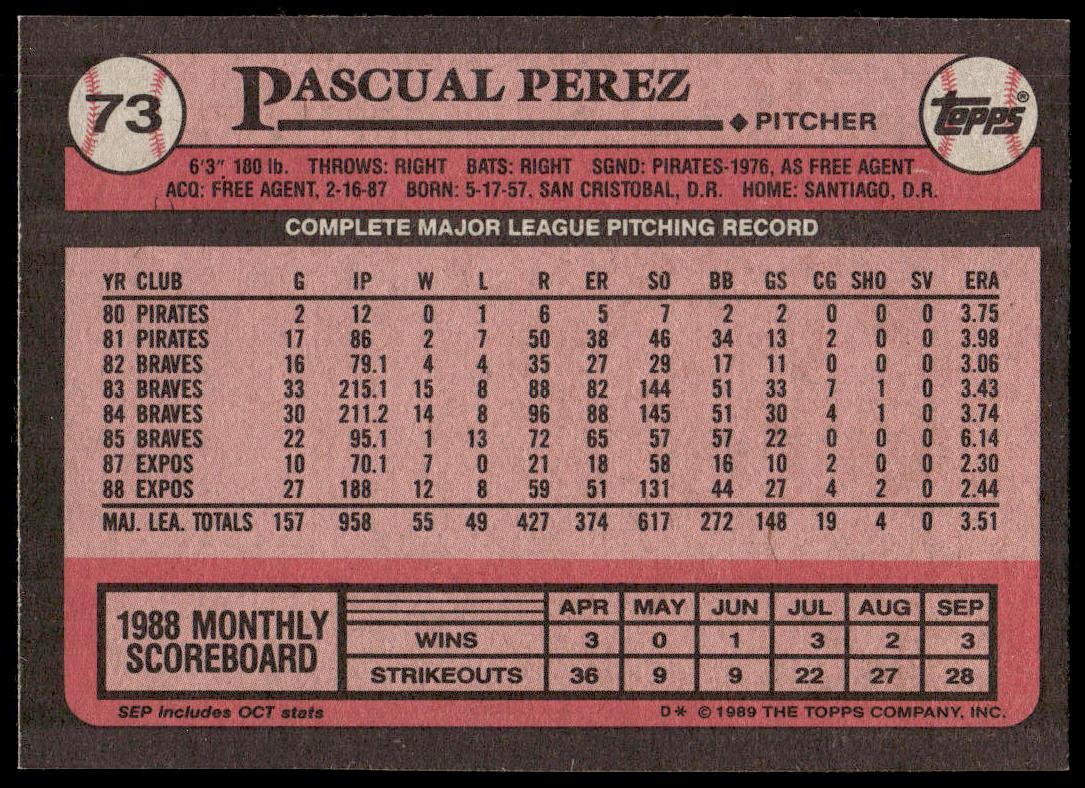 73
PASCUAL PEREZ
◆ PITCHER
Topps®
6'3" 180 lb. THROWS: RIGHT BATS: RIGHT SGND: PIRATES-1976, AS FREE AGENT
ACQ: FREE AGENT, 2-16-87 BORN: 5-17-57, SAN CRISTOBAL, D.R. HOME: SANTIAGO, D.R.
COMPLETE MAJOR LEAGUE PITCHING RECORD
YR CLUB G IP W L R ER SO BB GS CG SHO SV ERA
80 PIRATES 2 12 0 1 6 5 7 2 2 0 0 0 3.75
81 PIRATES 17 86 2 7 50 38 46 34 13 2 0 0 3.98
82 BRAVES 16 79.1 4 4 35 27 29 17 11 0 0 0 3.06
83 BRAVES 33 215.1 15 8 88 82 144 51 33 7 1 0 3.43
84 BRAVES 30 211.2 14 8 96 88 145 51 30 4 1 0 3.74
85 BRAVES 22 95.1 1 13 72 65 57 57 22 0 0 0 6.14
87 EXPOS 10 70.1 7 0 21 18 58 16 10 2 0 0 2.30
88 EXPOS 27 188 12 8 59 51 131 44 27 4 2 0 2.44
MAJ. LEA. TOTALS 157 958 55 49 427 374 617 272 148 19 4 0 3.51
1988 MONTHLY
SCOREBOARD
APR MAY JUN JUL AUG SEP
WINS 3 0 1 3 2 3
STRIKEOUTS 36 9 9 22 27 28
SEP includes OCT stats
D* © 1989 THE TOPPS COMPANY, INC.